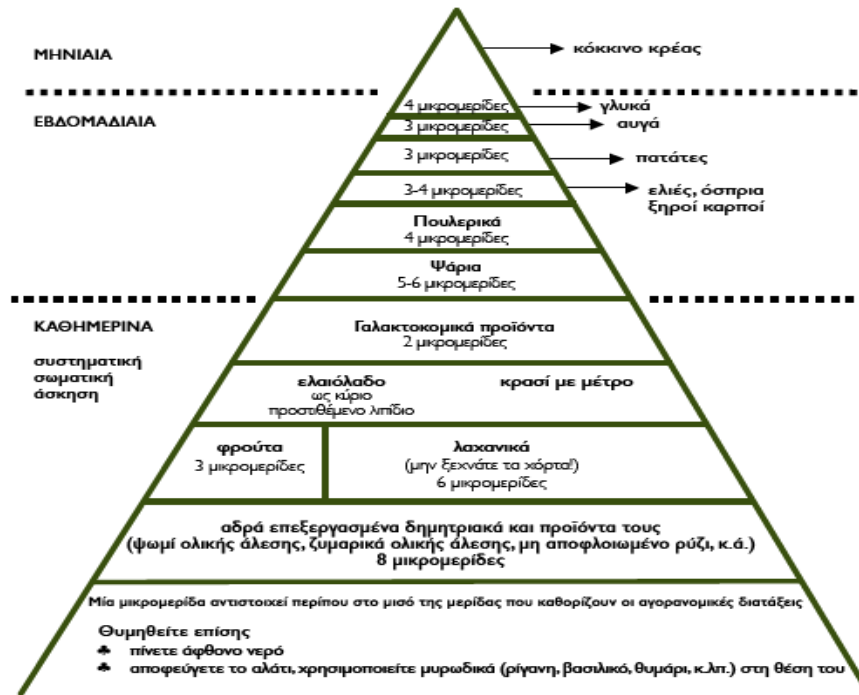 ΜΗΝΙΑΙΑ
κόκκινο κρέας
4 μικρομερίδες
γλυκά
ΕΒΔΟΜΑΔΙΑΙΑ
3 μικρομερίδες
αυγά
3 μικρομερίδες
πατάτες
3-4 μικρομερίδες
ελιές, όσπρια
ξηροί καρποί
Πουλερικά
4 μικρομερίδες
Ψάρια
5-6 μικρομερίδες
ΚΑΘΗΜΕΡΙΝΑ
συστηματική
σωματική
άσκηση
Γαλακτοκομικά προϊόντα
2 μικρομερίδες
ελαιόλαδο
ως κύριο
προστιθέμενο λιπίδιο
κρασί με μέτρο
φρούτα
3 μικρομερίδες
λαχανικά
(μην ξεχνάτε τα χόρτα!)
6 μικρομερίδες
αδρά επεξεργασμένα δημητριακά και προϊόντα τους
(ψωμί ολικής άλεσης, ζυμαρικά ολικής άλεσης, μη αποφλοιωμένο ρύζι, κ.ά.)
8 μικρομερίδες
Μία μικρομερίδα αντιστοιχεί περίπου στο μισό της μερίδας που καθορίζουν οι αγορανομικές διατάξεις
Θυμηθείτε επίσης
♣ πίνετε άφθονο νερό
♣ αποφεύγετε το αλάτι, χρησιμοποιείτε μυρωδικά (ρίγανη, βασιλικό, θυμάρι, κ.λπ.) στη θέση του